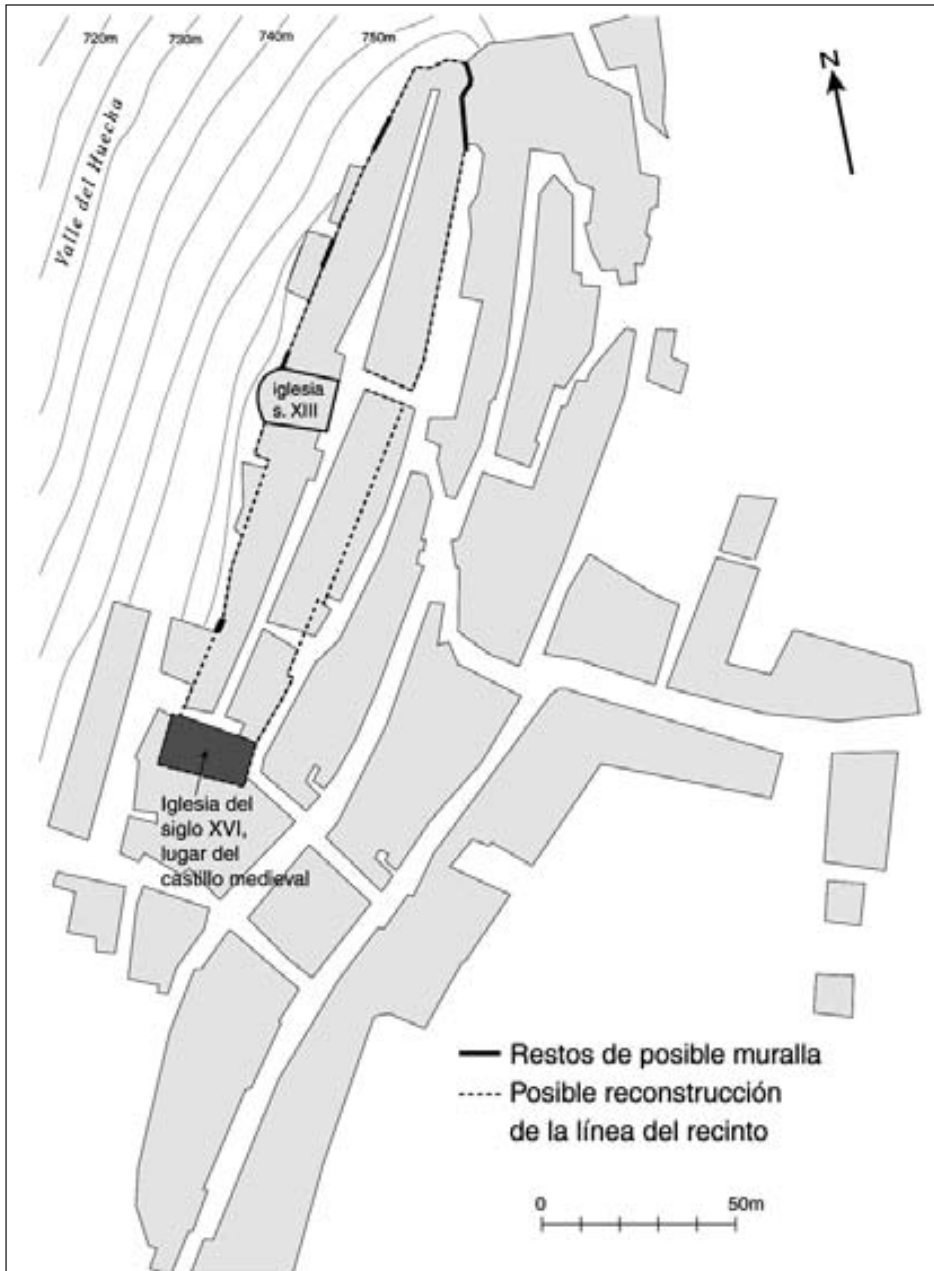 720m
730m
740m
750m
N
Valle del Huecha
iglesia
s. XIII
Iglesia del
siglo XVI,
lugar del
castillo medieval
Restos de posible muralla
Posible reconstrucción
de la línea del recinto
0
50m